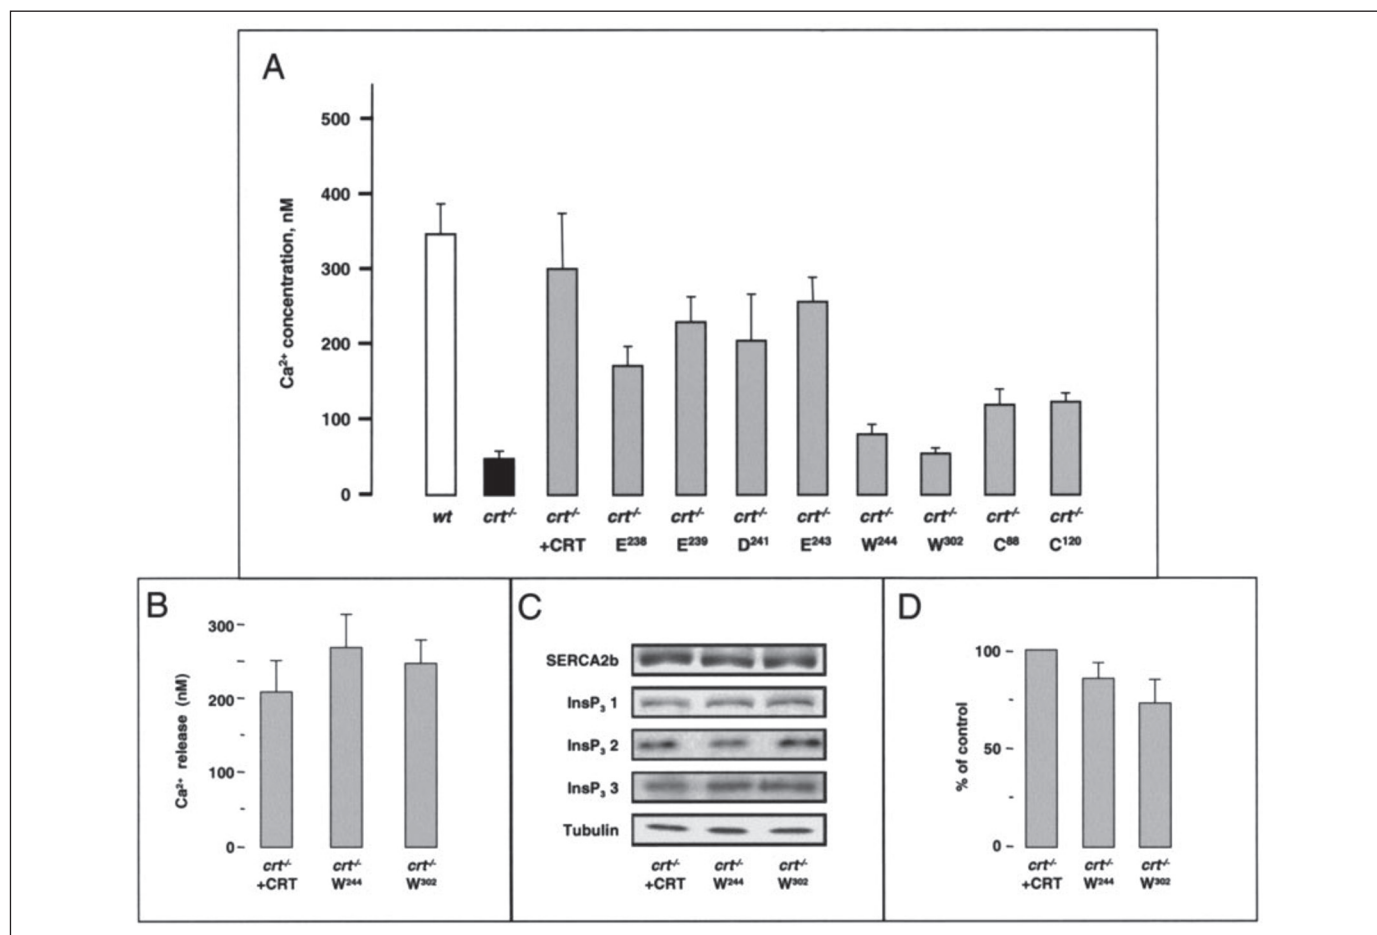 A
Ca²⁺ concentration, nM
500
400
300
200
100
0
wt crt⁻/⁻ crt⁻/⁻ crt⁻/⁻ crt⁻/⁻ crt⁻/⁻ crt⁻/⁻ crt⁻/⁻ crt⁻/⁻ crt⁻/⁻ crt⁻/⁻
+CRT E²³⁸ E²³⁹ D²⁴¹ E²⁴³ W²⁴⁴ W³⁰² C⁸⁸ C¹²⁰
B
Ca²⁺ release (nM)
300
200
100
0
crt⁻/⁻ crt⁻/⁻ crt⁻/⁻
+CRT W²⁴⁴ W³⁰²
C
SERCA2b
InsP₃ 1
InsP₃ 2
InsP₃ 3
Tubulin
crt⁻/⁻ crt⁻/⁻ crt⁻/⁻
+CRT W²⁴⁴ W³⁰²
D
% of control
100
50
0
crt⁻/⁻ crt⁻/⁻ crt⁻/⁻
+CRT W²⁴⁴ W³⁰²